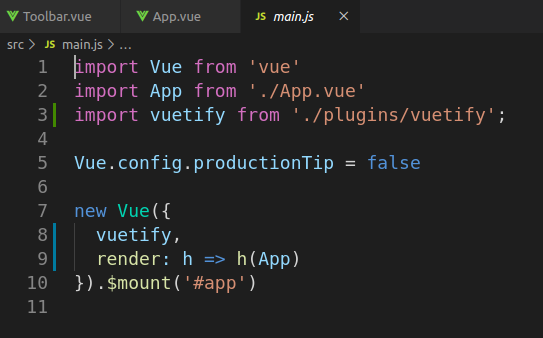 Toolbar.vue App.vue JS main.js ×
src > JS main.js > ...
1 import Vue from 'vue'
2 import App from './App.vue'
3 import vuetify from './plugins/vuetify';
4
5 Vue.config.productionTip = false
6
7 new Vue({
8   vuetify,
9   render: h => h(App)
10 }).$mount('#app')
11